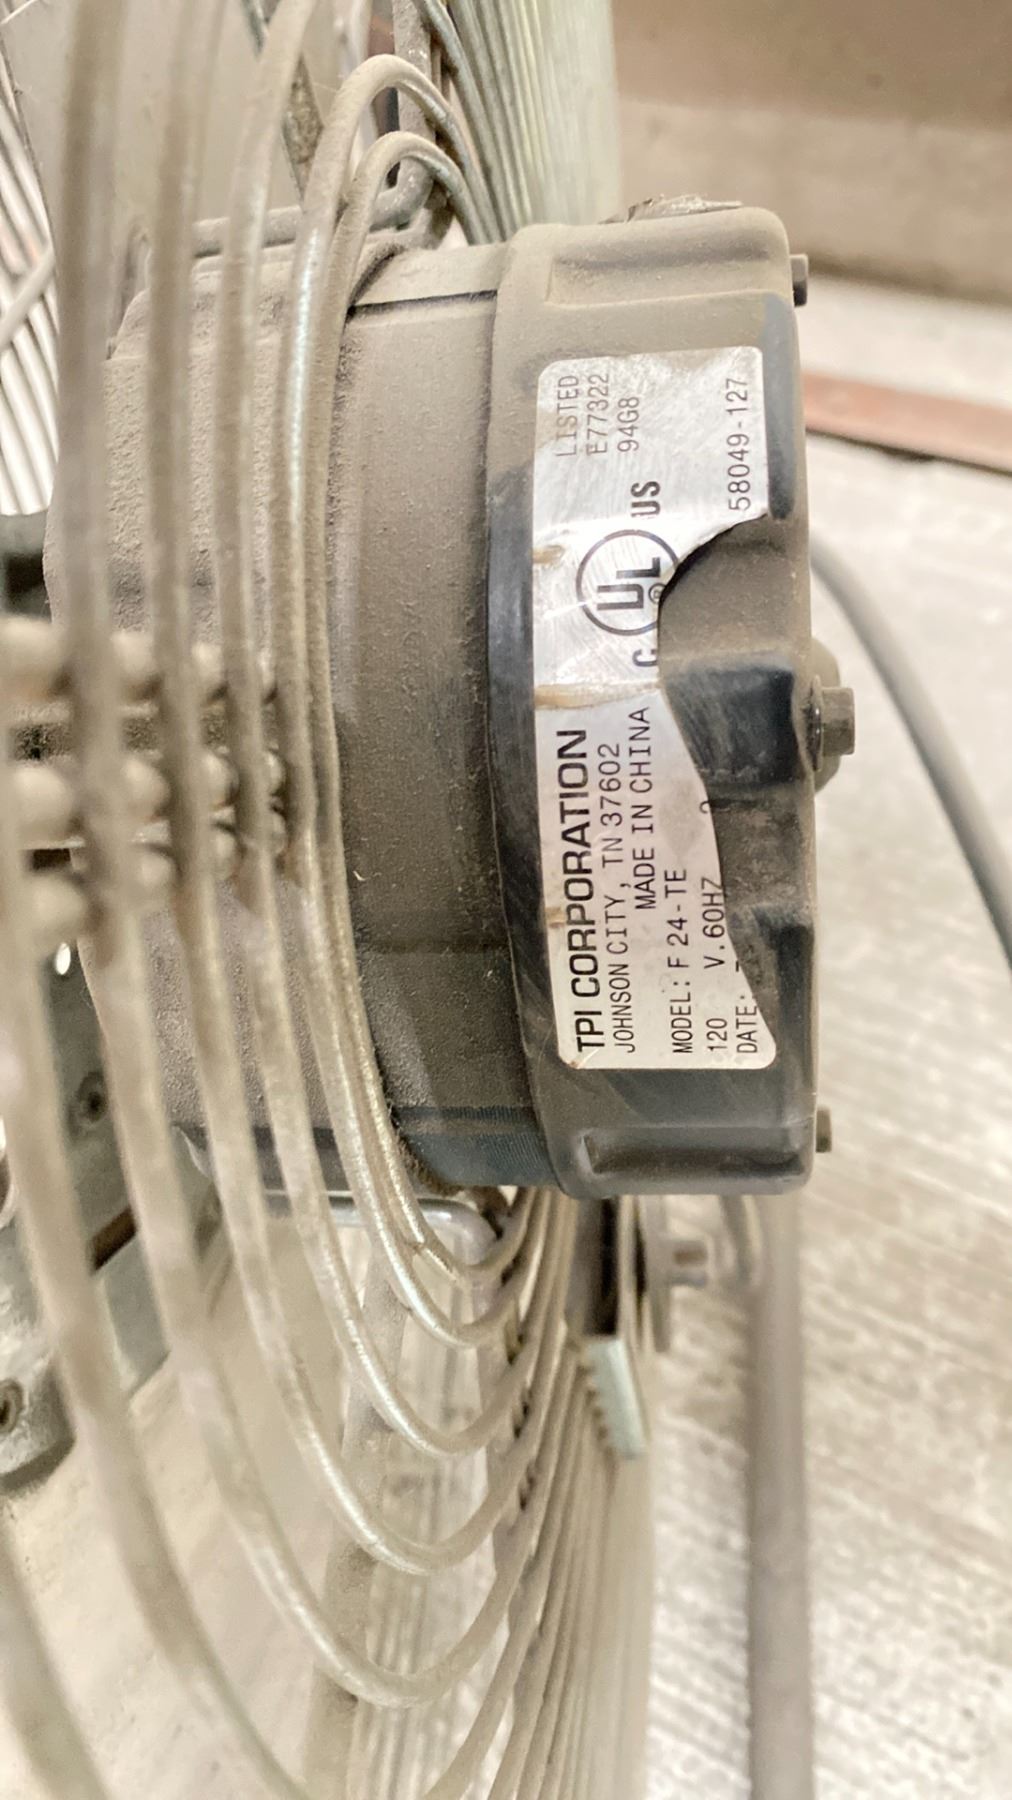 TPI CORPORATION
JOHNSON CITY, TN 37602
MADE IN CHINA
MODEL: F 24-TE
120 V. 60HZ
DATE:
C UL US
®
LISTED
E77322
94G8
58049-127